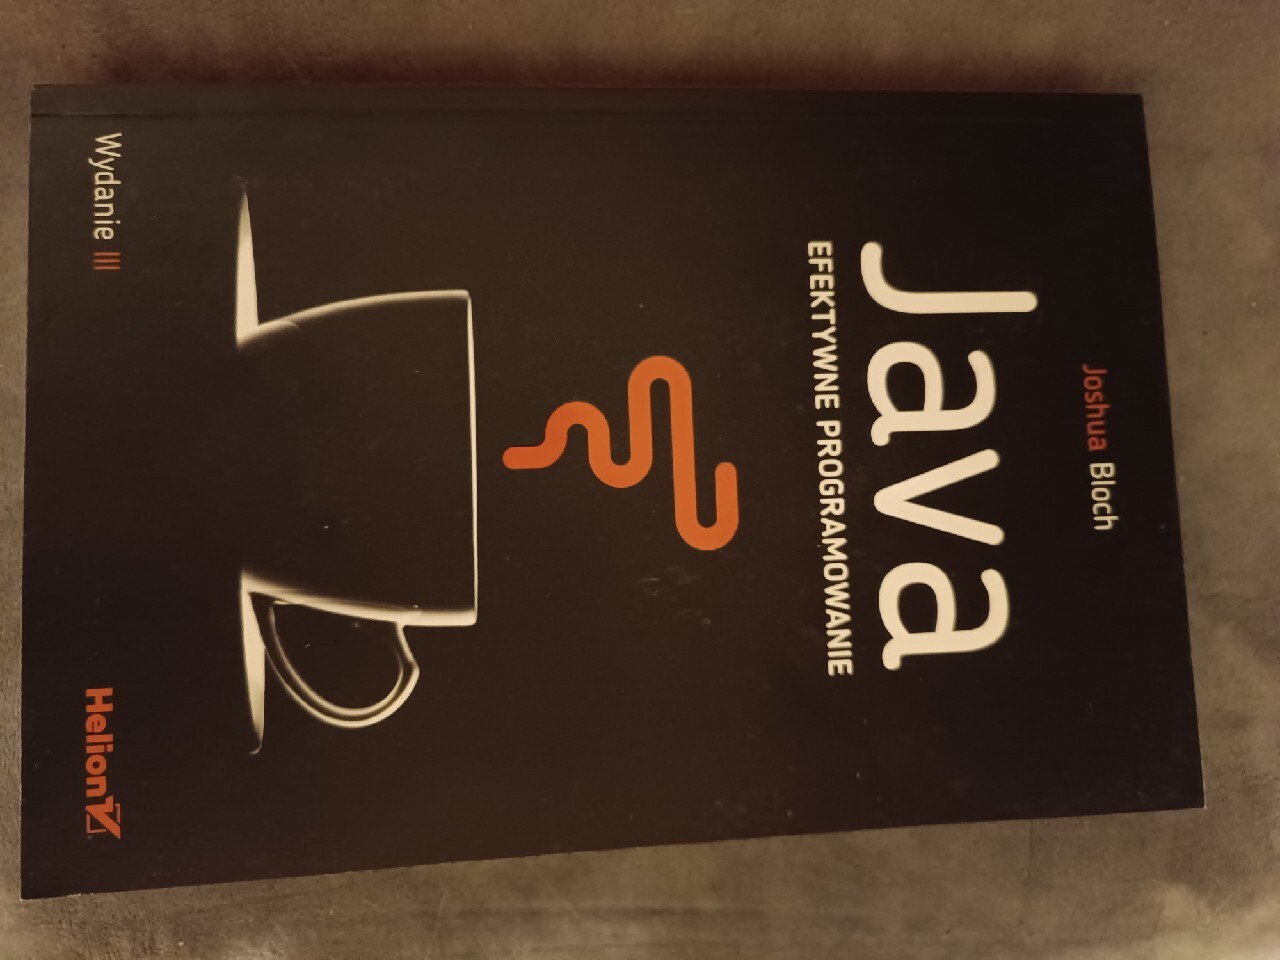 Joshua Bloch
Java
EFEKTYWNE PROGRAMOWANIE
Wydanie III
Helion